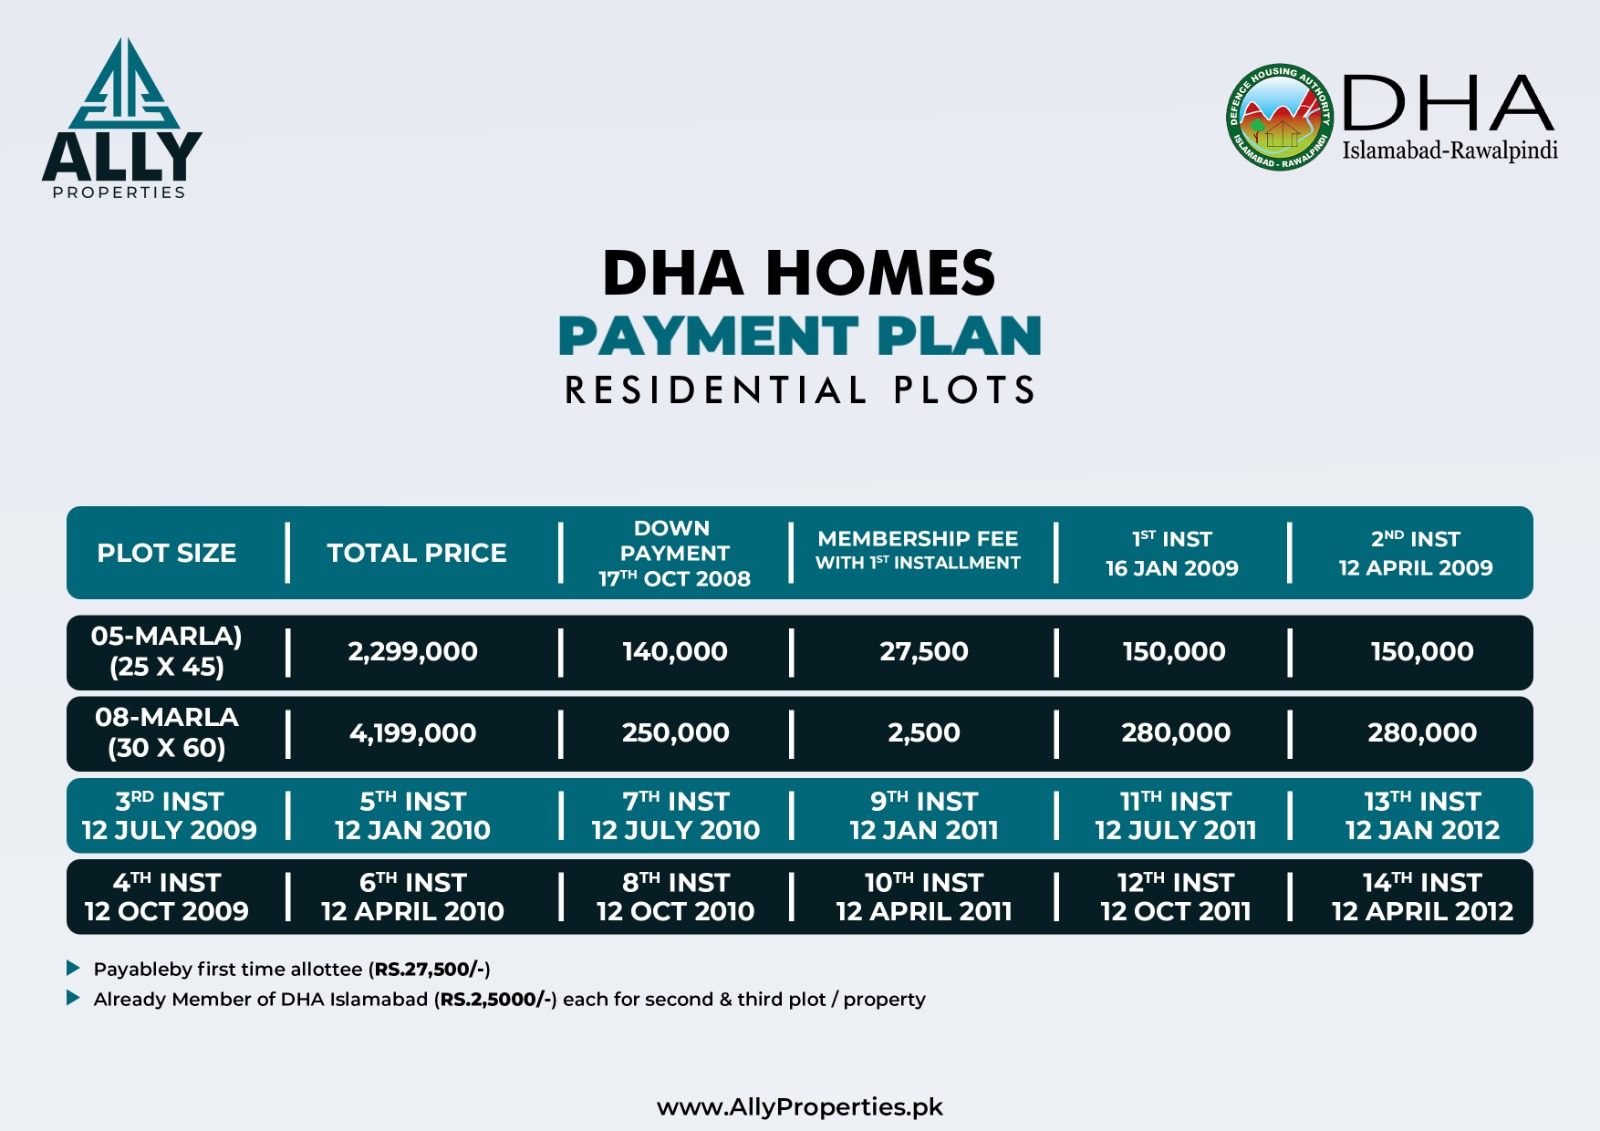 ALLY
PROPERTIES
DEFENCE HOUSING AUTHORITY
ISLAMABAD - RAWALPINDI
DHA
Islamabad-Rawalpindi
DHA HOMES
PAYMENT PLAN
RESIDENTIAL PLOTS
PLOT SIZE
TOTAL PRICE
DOWN
PAYMENT
17TH OCT 2008
MEMBERSHIP FEE
WITH 1ST INSTALLMENT
1ST INST
16 JAN 2009
2ND INST
12 APRIL 2009
05-MARLA)
(25 X 45)
2,299,000
140,000
27,500
150,000
150,000
08-MARLA
(30 X 60)
4,199,000
250,000
2,500
280,000
280,000
3RD INST
12 JULY 2009
5TH INST
12 JAN 2010
7TH INST
12 JULY 2010
9TH INST
12 JAN 2011
11TH INST
12 JULY 2011
13TH INST
12 JAN 2012
4TH INST
12 OCT 2009
6TH INST
12 APRIL 2010
8TH INST
12 OCT 2010
10TH INST
12 APRIL 2011
12TH INST
12 OCT 2011
14TH INST
12 APRIL 2012
Payableby first time allottee (RS.27,500/-)
Already Member of DHA Islamabad (RS.2,5000/-) each for second & third plot / property
www.AllyProperties.pk